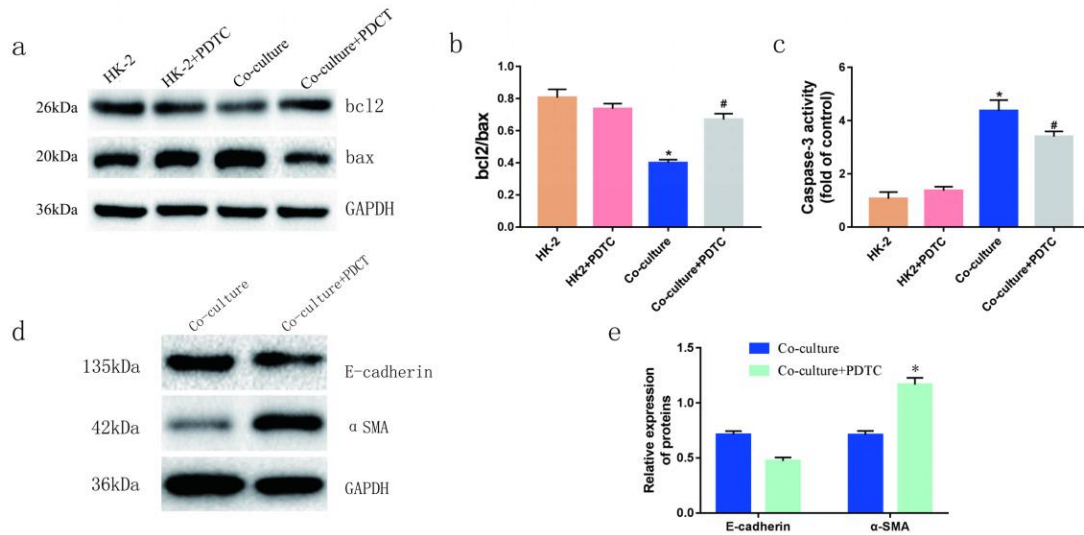 a
HK-2
HK-2+PDTC
Co-culture
Co-culture+PDCT
26kDa
bcl2
20kDa
bax
36kDa
GAPDH
b
bcl2/bax
1.0
0.8
0.6
0.4
0.2
0.0
*
#
HK-2
HK2+PDTC
Co-culture
Co-culture+PDTC
c
Caspase-3 activity
(fold of control)
6
4
2
0
*
#
HK-2
HK2+PDTC
Co-culture
Co-culture+PDTC
d
Co-culture
Co-culture+PDCT
135kDa
E-cadherin
42kDa
α SMA
36kDa
GAPDH
e
Relative expression
of proteins
1.5
1.0
0.5
0.0
Co-culture
Co-culture+PDTC
*
E-cadherin
α-SMA